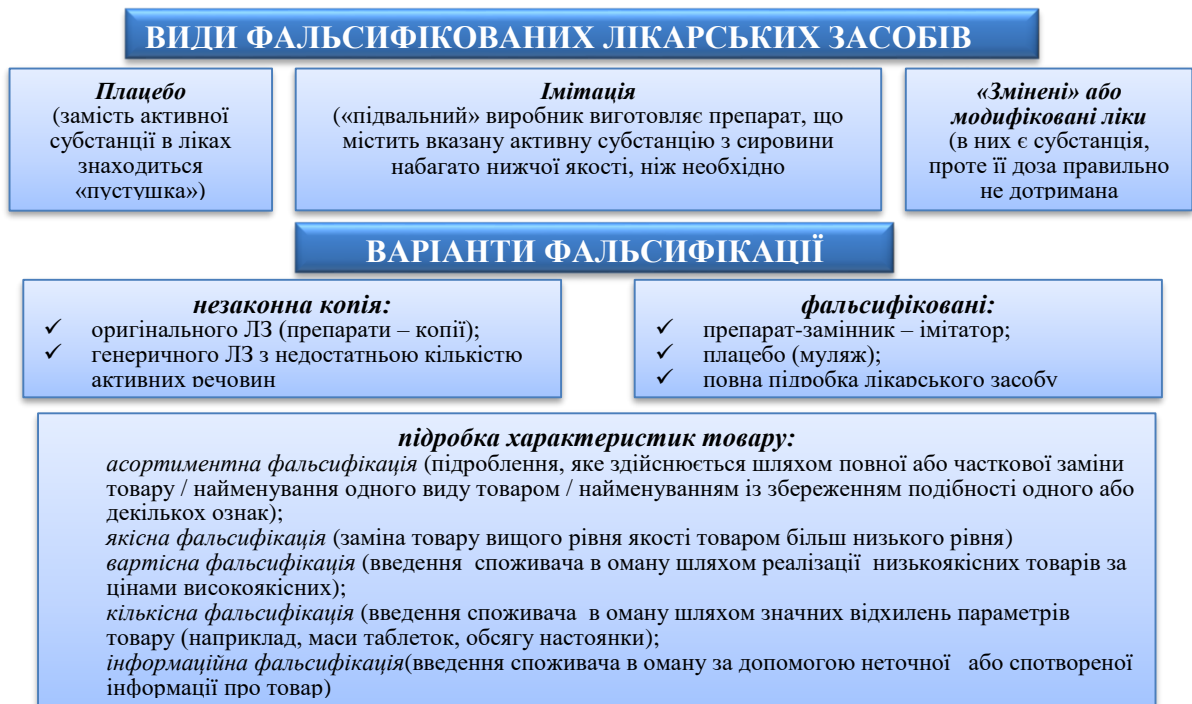 ВИДИ ФАЛЬСИФІКОВАНИХ ЛІКАРСЬКИХ ЗАСОБІВ
Плацебо
(замість активної
субстанції в ліках
знаходиться
«пустушка»)
Імітація
(«підвальний» виробник виготовляє препарат, що
містить вказану активну субстанцію з сировини
набагато нижчої якості, ніж необхідно
«Змінені» або
модифіковані ліки
(в них є субстанція,
проте її доза правильно
не дотримана
ВАРІАНТИ ФАЛЬСИФІКАЦІЇ
незаконна копія:
✓ оригінального ЛЗ (препарати – копії);
✓ генеричного ЛЗ з недостатньою кількістю
активних речовин
фальсифіковані:
✓ препарат-замінник – імітатор;
✓ плацебо (муляж);
✓ повна підробка лікарського засобу
підробка характеристик товару:
асортиментна фальсифікація (підроблення, яке здійснюється шляхом повної або часткової заміни
товару / найменування одного виду товаром / найменуванням із збереженням подібності одного або
декількох ознак);
якісна фальсифікація (заміна товару вищого рівня якості товаром більш низького рівня)
вартісна фальсифікація (введення споживача в оману шляхом реалізації низькоякісних товарів за
цінами високоякісних);
кількісна фальсифікація (введення споживача в оману шляхом значних відхилень параметрів
товару (наприклад, маси таблеток, обсягу настоянки);
інформаційна фальсифікація(введення споживача в оману за допомогою неточної або спотвореної
інформації про товар)